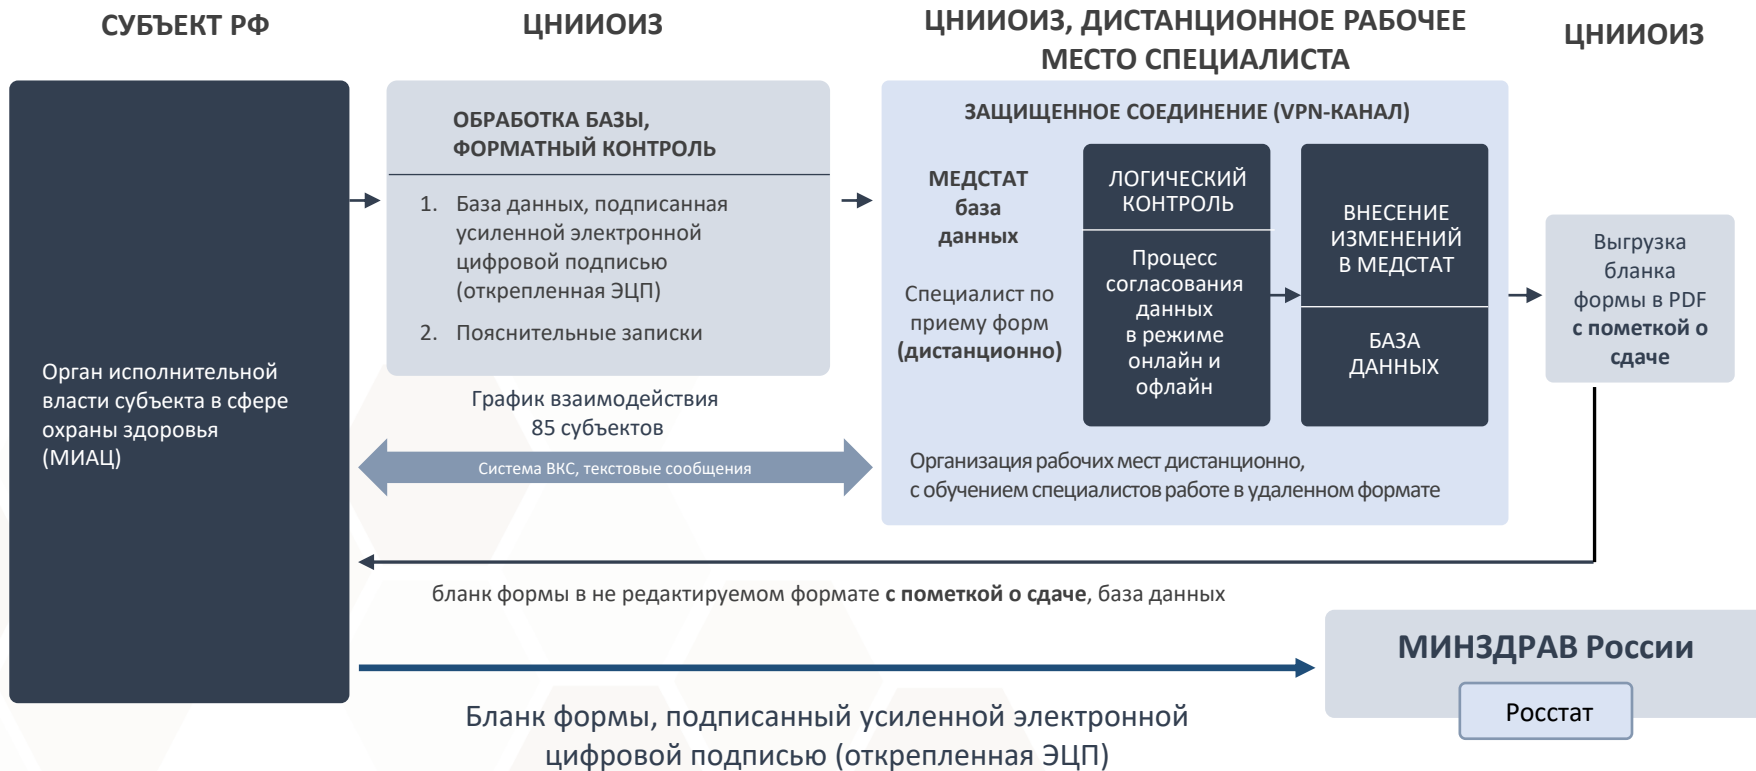 СУБЪЕКТ РФ
ЦНИИОИЗ
ЦНИИОИЗ, ДИСТАНЦИОННОЕ РАБОЧЕЕ
МЕСТО СПЕЦИАЛИСТА
ЦНИИОИЗ
Орган исполнительной
власти субъекта в сфере
охраны здоровья
(МИАЦ)
ОБРАБОТКА БАЗЫ,
ФОРМАТНЫЙ КОНТРОЛЬ
1. База данных, подписанная
усиленной электронной
цифровой подписью
(открепленная ЭЦП)
2. Пояснительные записки
График взаимодействия
85 субъектов
Система ВКС, текстовые сообщения
ЗАЩИЩЕННОЕ СОЕДИНЕНИЕ (VPN-КАНАЛ)
МЕДСТАТ
база
данных
Специалист по
приему форм
(дистанционно)
ЛОГИЧЕСКИЙ
КОНТРОЛЬ
Процесс
согласования
данных
в режиме
онлайн и
офлайн
ВНЕСЕНИЕ
ИЗМЕНЕНИЙ
В МЕДСТАТ
БАЗА
ДАННЫХ
Организация рабочих мест дистанционно,
с обучением специалистов работе в удаленном формате
Выгрузка
бланка
формы в PDF
с пометкой о
сдаче
бланк формы в не редактируемом формате с пометкой о сдаче, база данных
МИНЗДРАВ России
Росстат
Бланк формы, подписанный усиленной электронной
цифровой подписью (открепленная ЭЦП)